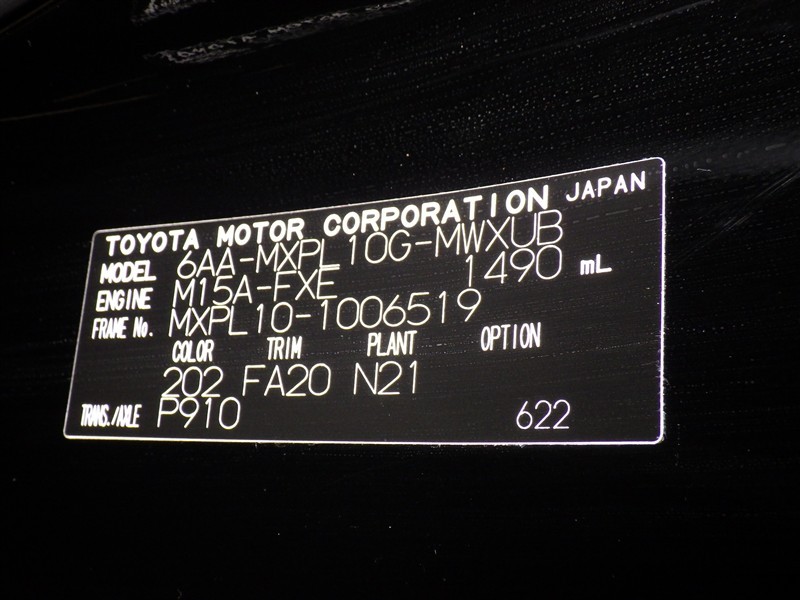 TOYOTA MOTOR CORPORATION JAPAN
MODEL 6AA-MXPL10G-MWXUB
ENGINE M15A-FXE 1490 mL
FRAME No. MXPL10-1006519
COLOR TRIM PLANT OPTION
202 FA20 N21
TRANS./AXLE P910 622